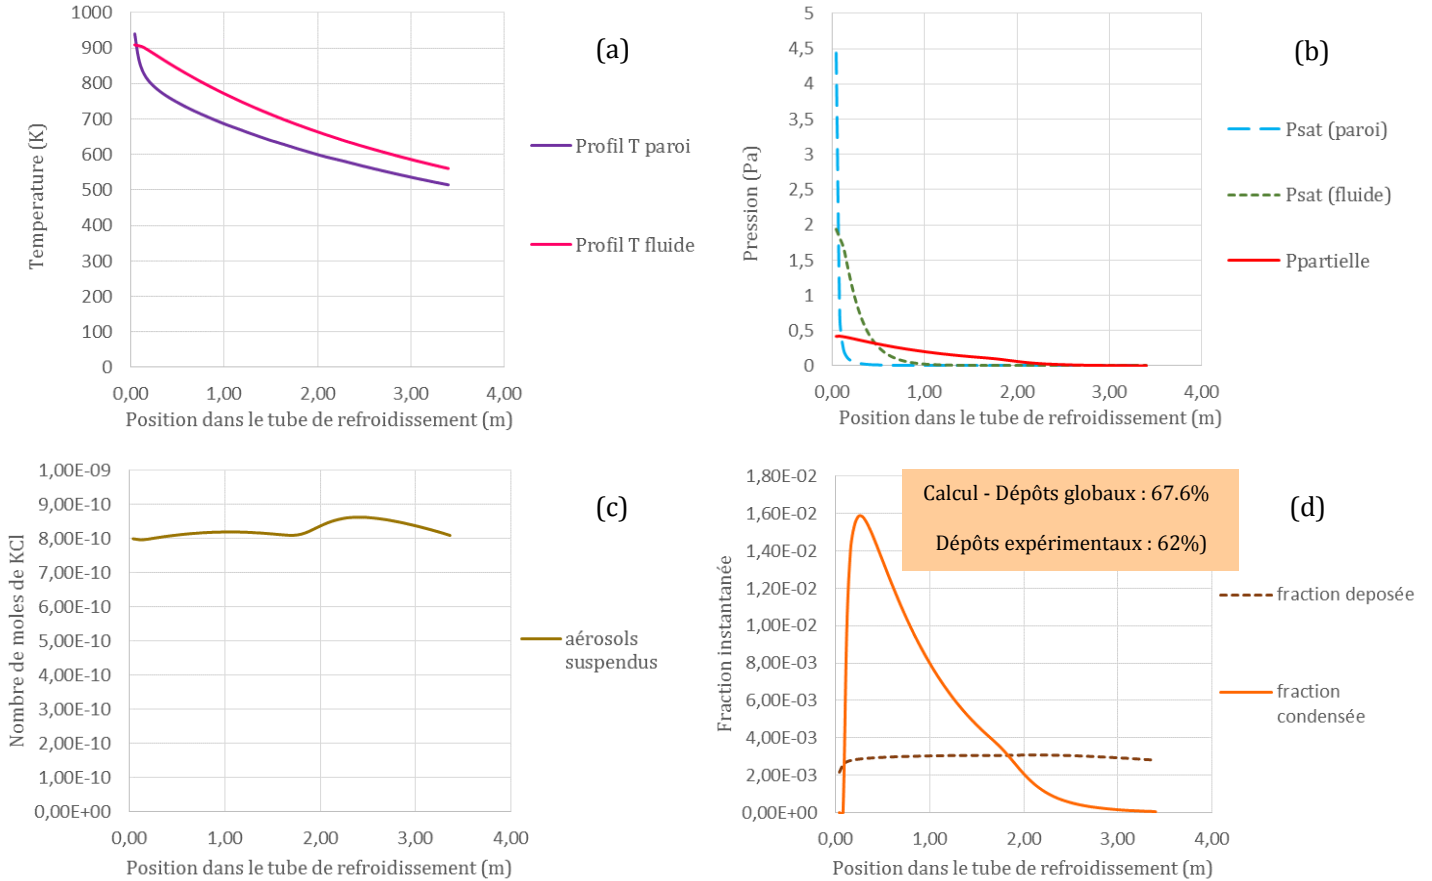 1000
900
800
700
600
500
400
300
200
100
0
Temperature (K)
0,00
1,00
2,00
3,00
4,00
Position dans le tube de refroidissement (m)
(a)
Profil T paroi
Profil T fluide
5
4,5
4
3,5
3
2,5
2
1,5
1
0,5
0
Pression (Pa)
0,00
1,00
2,00
3,00
4,00
Position dans le tube de refroidissement (m)
(b)
Psat (paroi)
Psat (fluide)
Ppartielle
1,00E-09
9,00E-10
8,00E-10
7,00E-10
6,00E-10
5,00E-10
4,00E-10
3,00E-10
2,00E-10
1,00E-10
0,00E+00
Nombre de moles de KCl
0,00
1,00
2,00
3,00
4,00
Position dans le tube de refroidissement (m)
(c)
aérosols
suspendus
1,80E-02
1,60E-02
1,40E-02
1,20E-02
1,00E-02
8,00E-03
6,00E-03
4,00E-03
2,00E-03
0,00E+00
Fraction instantanée
0,00
1,00
2,00
3,00
4,00
Position dans le tube de refroidissement (m)
Calcul - Dépôts globaux : 67.6%
Dépôts expérimentaux : 62%)
(d)
fraction deposée
fraction
condensée